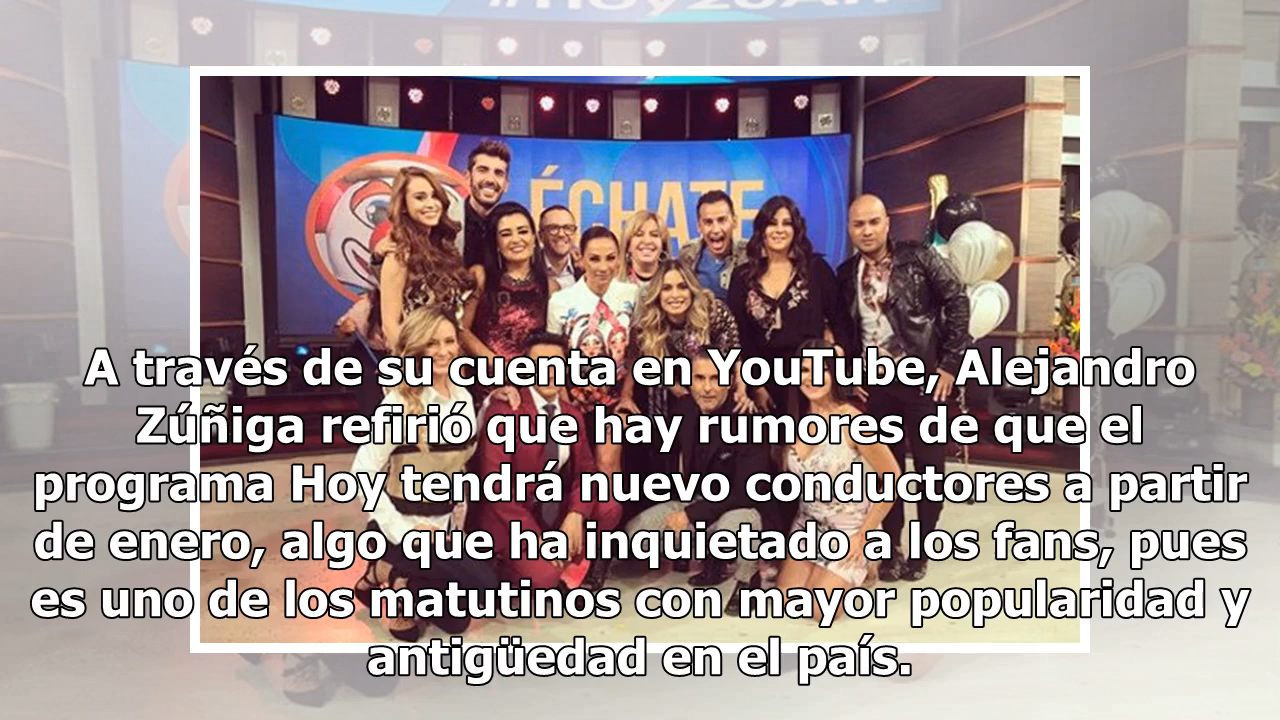 #Hoy20Añ
ÉCHATE
A través de su cuenta en YouTube, Alejandro
Zúñiga refirió que hay rumores de que el
programa Hoy tendrá nuevo conductores a partir
de enero, algo que ha inquietado a los fans, pues
es uno de los matutinos con mayor popularidad y
antigüedad en el país.